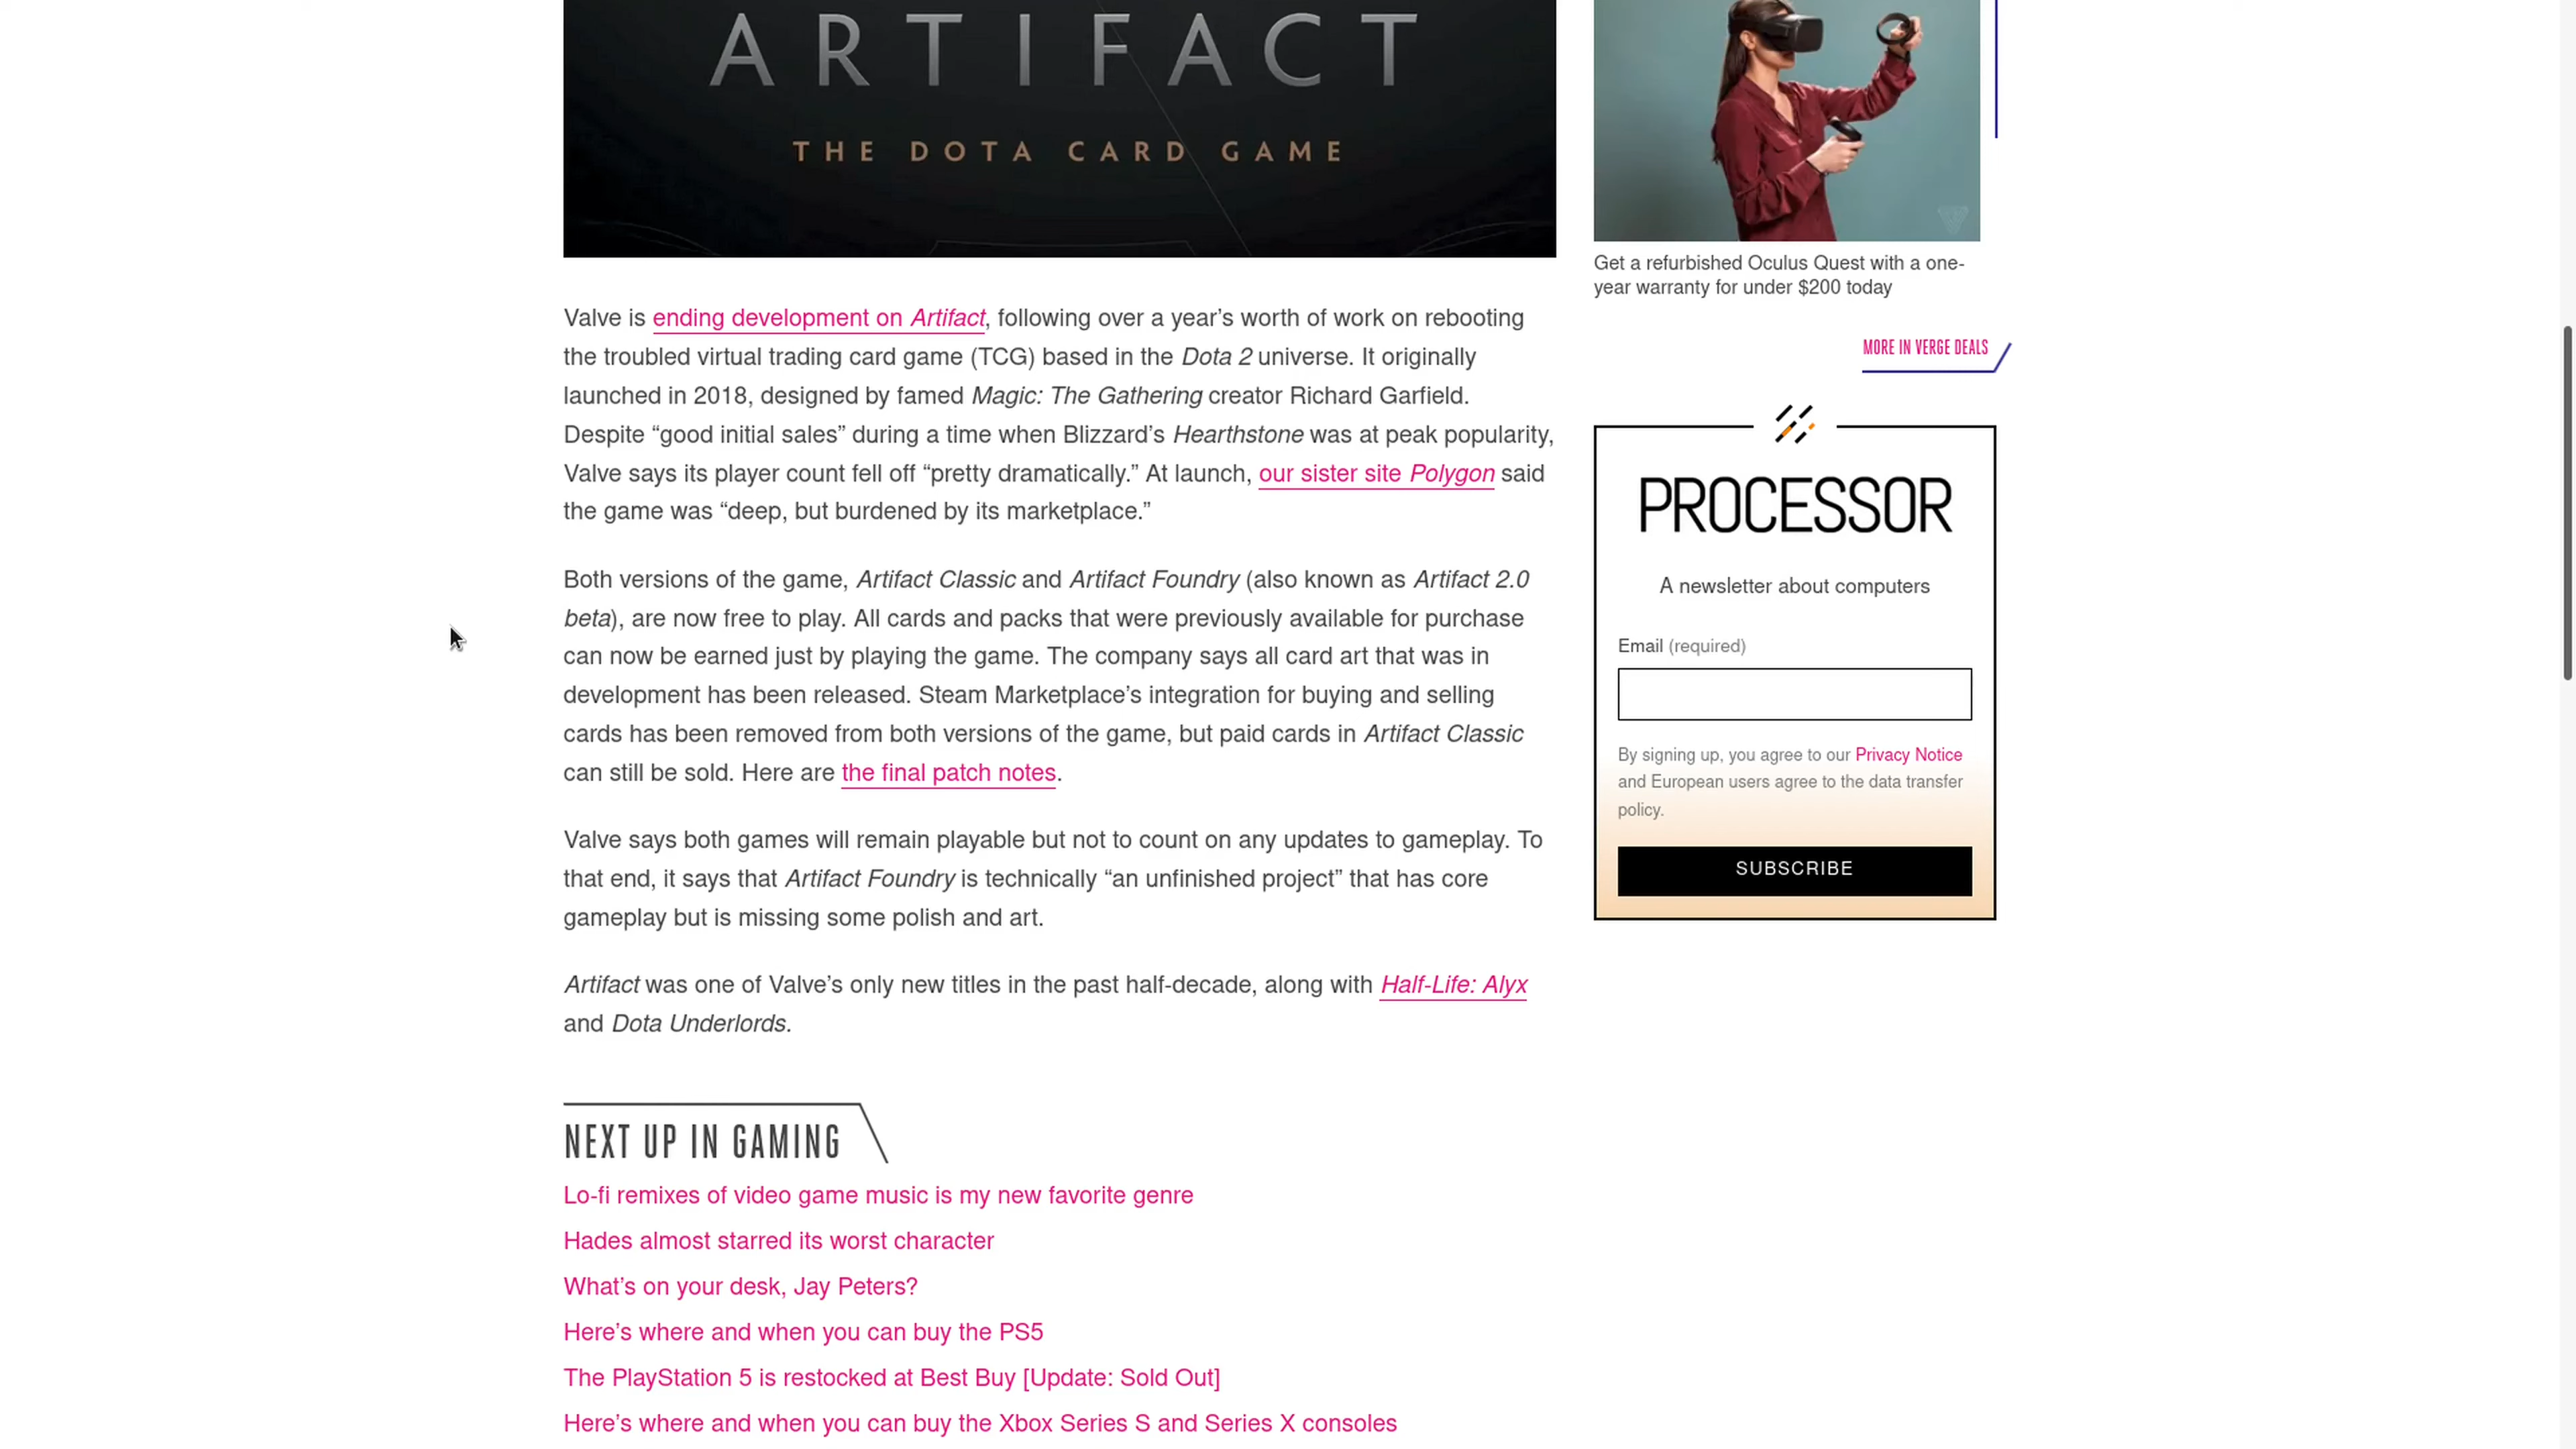 ARTIFACT
THE DOTA CARD GAME
Valve is ending development on Artifact, following over a year’s worth of work on rebooting
the troubled virtual trading card game (TCG) based in the Dota 2 universe. It originally
launched in 2018, designed by famed Magic: The Gathering creator Richard Garfield.
Despite “good initial sales” during a time when Blizzard’s Hearthstone was at peak popularity,
Valve says its player count fell off “pretty dramatically.” At launch, our sister site Polygon said
the game was “deep, but burdened by its marketplace.”
Both versions of the game, Artifact Classic and Artifact Foundry (also known as Artifact 2.0
beta), are now free to play. All cards and packs that were previously available for purchase
can now be earned just by playing the game. The company says all card art that was in
development has been released. Steam Marketplace’s integration for buying and selling
cards has been removed from both versions of the game, but paid cards in Artifact Classic
can still be sold. Here are the final patch notes.
Valve says both games will remain playable but not to count on any updates to gameplay. To
that end, it says that Artifact Foundry is technically “an unfinished project” that has core
gameplay but is missing some polish and art.
Artifact was one of Valve’s only new titles in the past half-decade, along with Half-Life: Alyx
and Dota Underlords.
NEXT UP IN GAMING
Lo-fi remixes of video game music is my new favorite genre
Hades almost starred its worst character
What’s on your desk, Jay Peters?
Here’s where and when you can buy the PS5
The PlayStation 5 is restocked at Best Buy [Update: Sold Out]
Here’s where and when you can buy the Xbox Series S and Series X consoles
Get a refurbished Oculus Quest with a one-
year warranty for under $200 today
MORE IN VERGE DEALS
PROCESSOR
A newsletter about computers
Email (required)
By signing up, you agree to our Privacy Notice
and European users agree to the data transfer
policy.
SUBSCRIBE